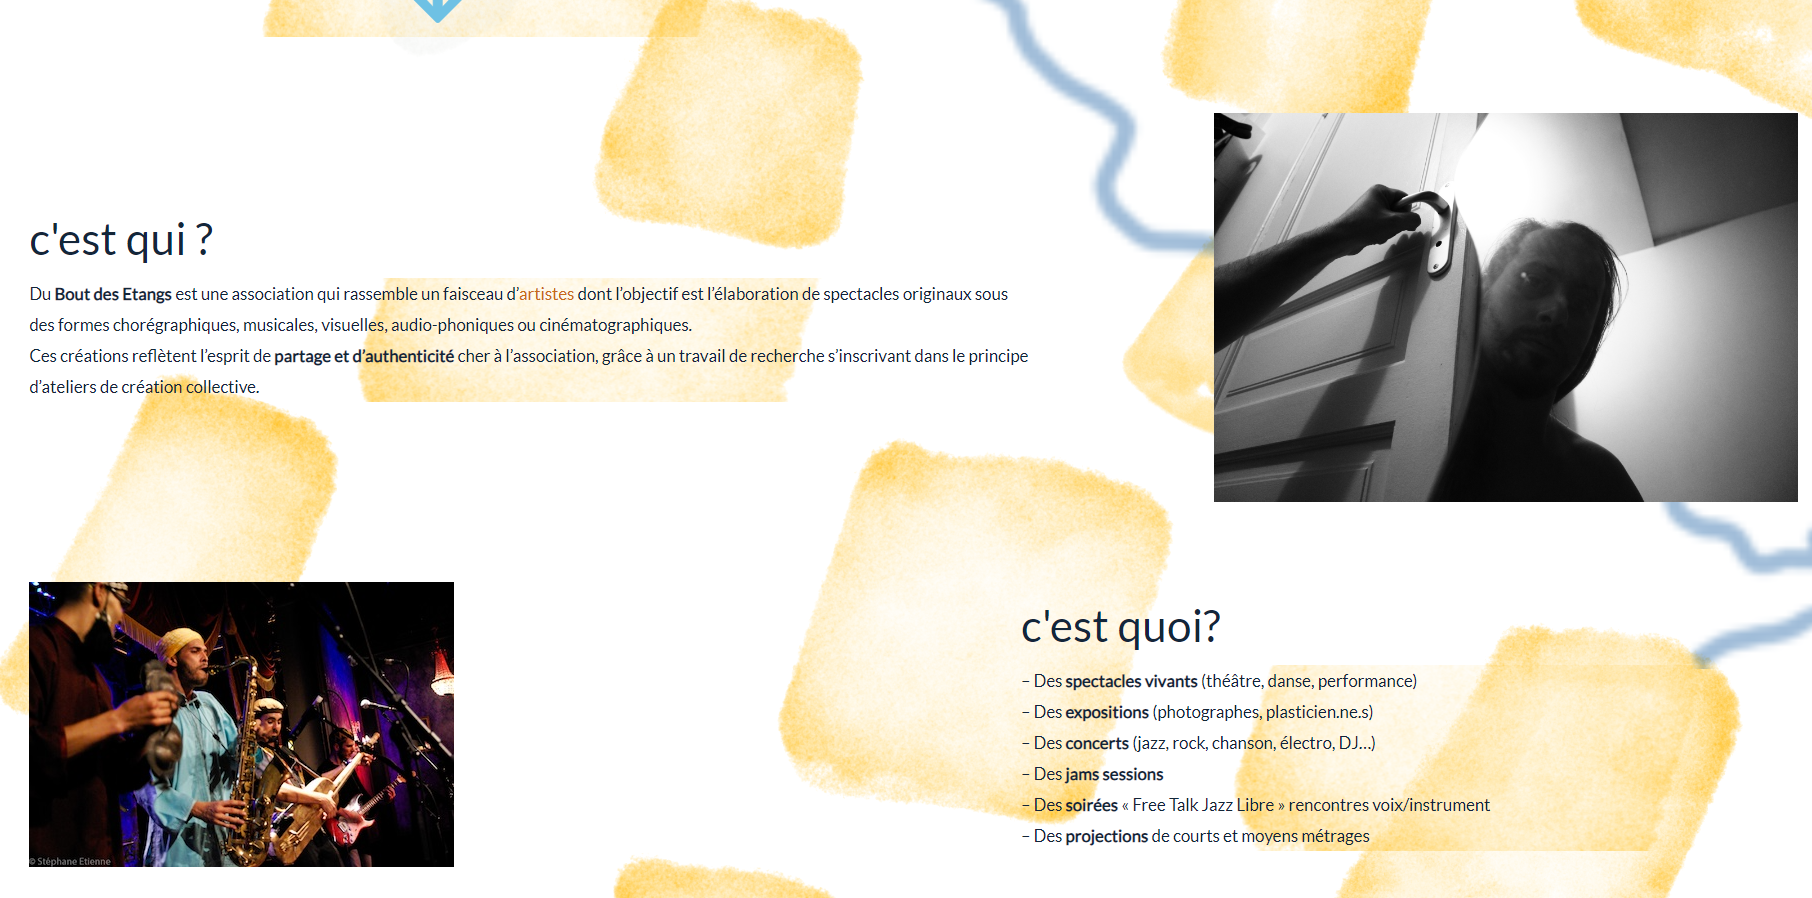 c'est qui ?
Du Bout des Etangs est une association qui rassemble un faisceau d’artistes dont l’objectif est l’élaboration de spectacles originaux sous
des formes chorégraphiques, musicales, visuelles, audio-phoniques ou cinématographiques.
Ces créations reflètent l’esprit de partage et d’authenticité cher à l’association, grâce à un travail de recherche s’inscrivant dans le principe
d’ateliers de création collective.
© Stéphane Etienne
c'est quoi?
– Des spectacles vivants (théâtre, danse, performance)
– Des expositions (photographes, plasticien.ne.s)
– Des concerts (jazz, rock, chanson, électro, DJ…)
– Des jams sessions
– Des soirées « Free Talk Jazz Libre » rencontres voix/instrument
– Des projections de courts et moyens métrages